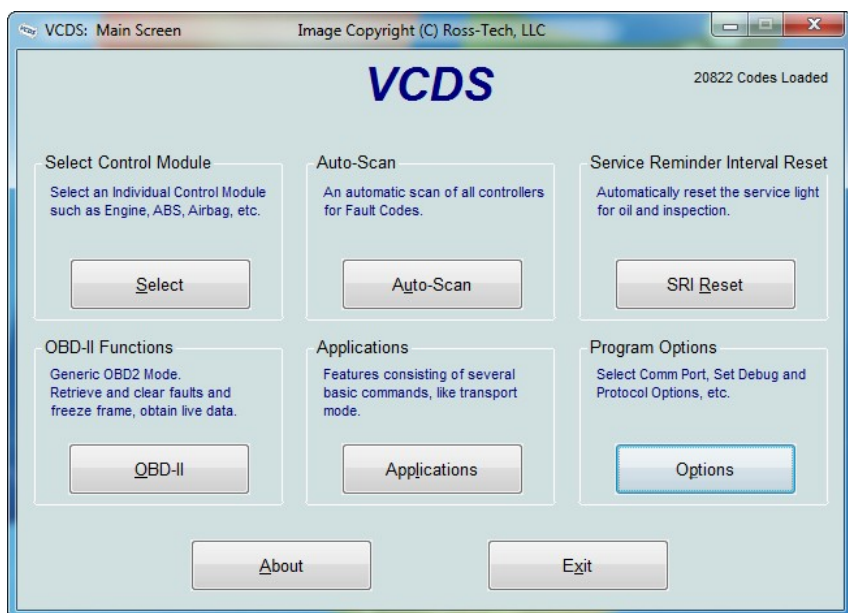 VCDS: Main Screen
Image Copyright (C) Ross-Tech, LLC
VCDS
20822 Codes Loaded
Select Control Module
Select an Individual Control Module
such as Engine, ABS, Airbag, etc.
Select
Auto-Scan
An automatic scan of all controllers
for Fault Codes.
Auto-Scan
Service Reminder Interval Reset
Automatically reset the service light
for oil and inspection.
SRI Reset
OBD-II Functions
Generic OBD2 Mode.
Retrieve and clear faults and
freeze frame, obtain live data.
OBD-II
Applications
Features consisting of several
basic commands, like transport
mode.
Applications
Program Options
Select Comm Port, Set Debug and
Protocol Options, etc.
Options
About
Exit